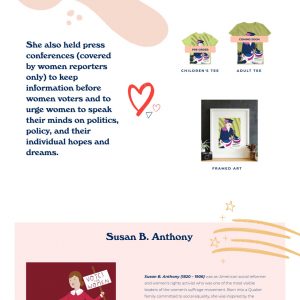 She also held press
conferences (covered
by women reporters
only) to keep
information before
women voters and to
urge women to speak
their minds on politics,
policy, and their
individual hopes and
dreams.
PRE-ORDER
COMING SOON
CHILDREN'S TEE
ADULT TEE
FRAMED ART
Susan B. Anthony
VOTES
WOMEN
Susan B. Anthony (1820 - 1906) was an American social reformer
and women's rights activist who was one of the most visible
leaders of the women's suffrage movement. Born into a Quaker
family committed to social equality, she was inspired by the